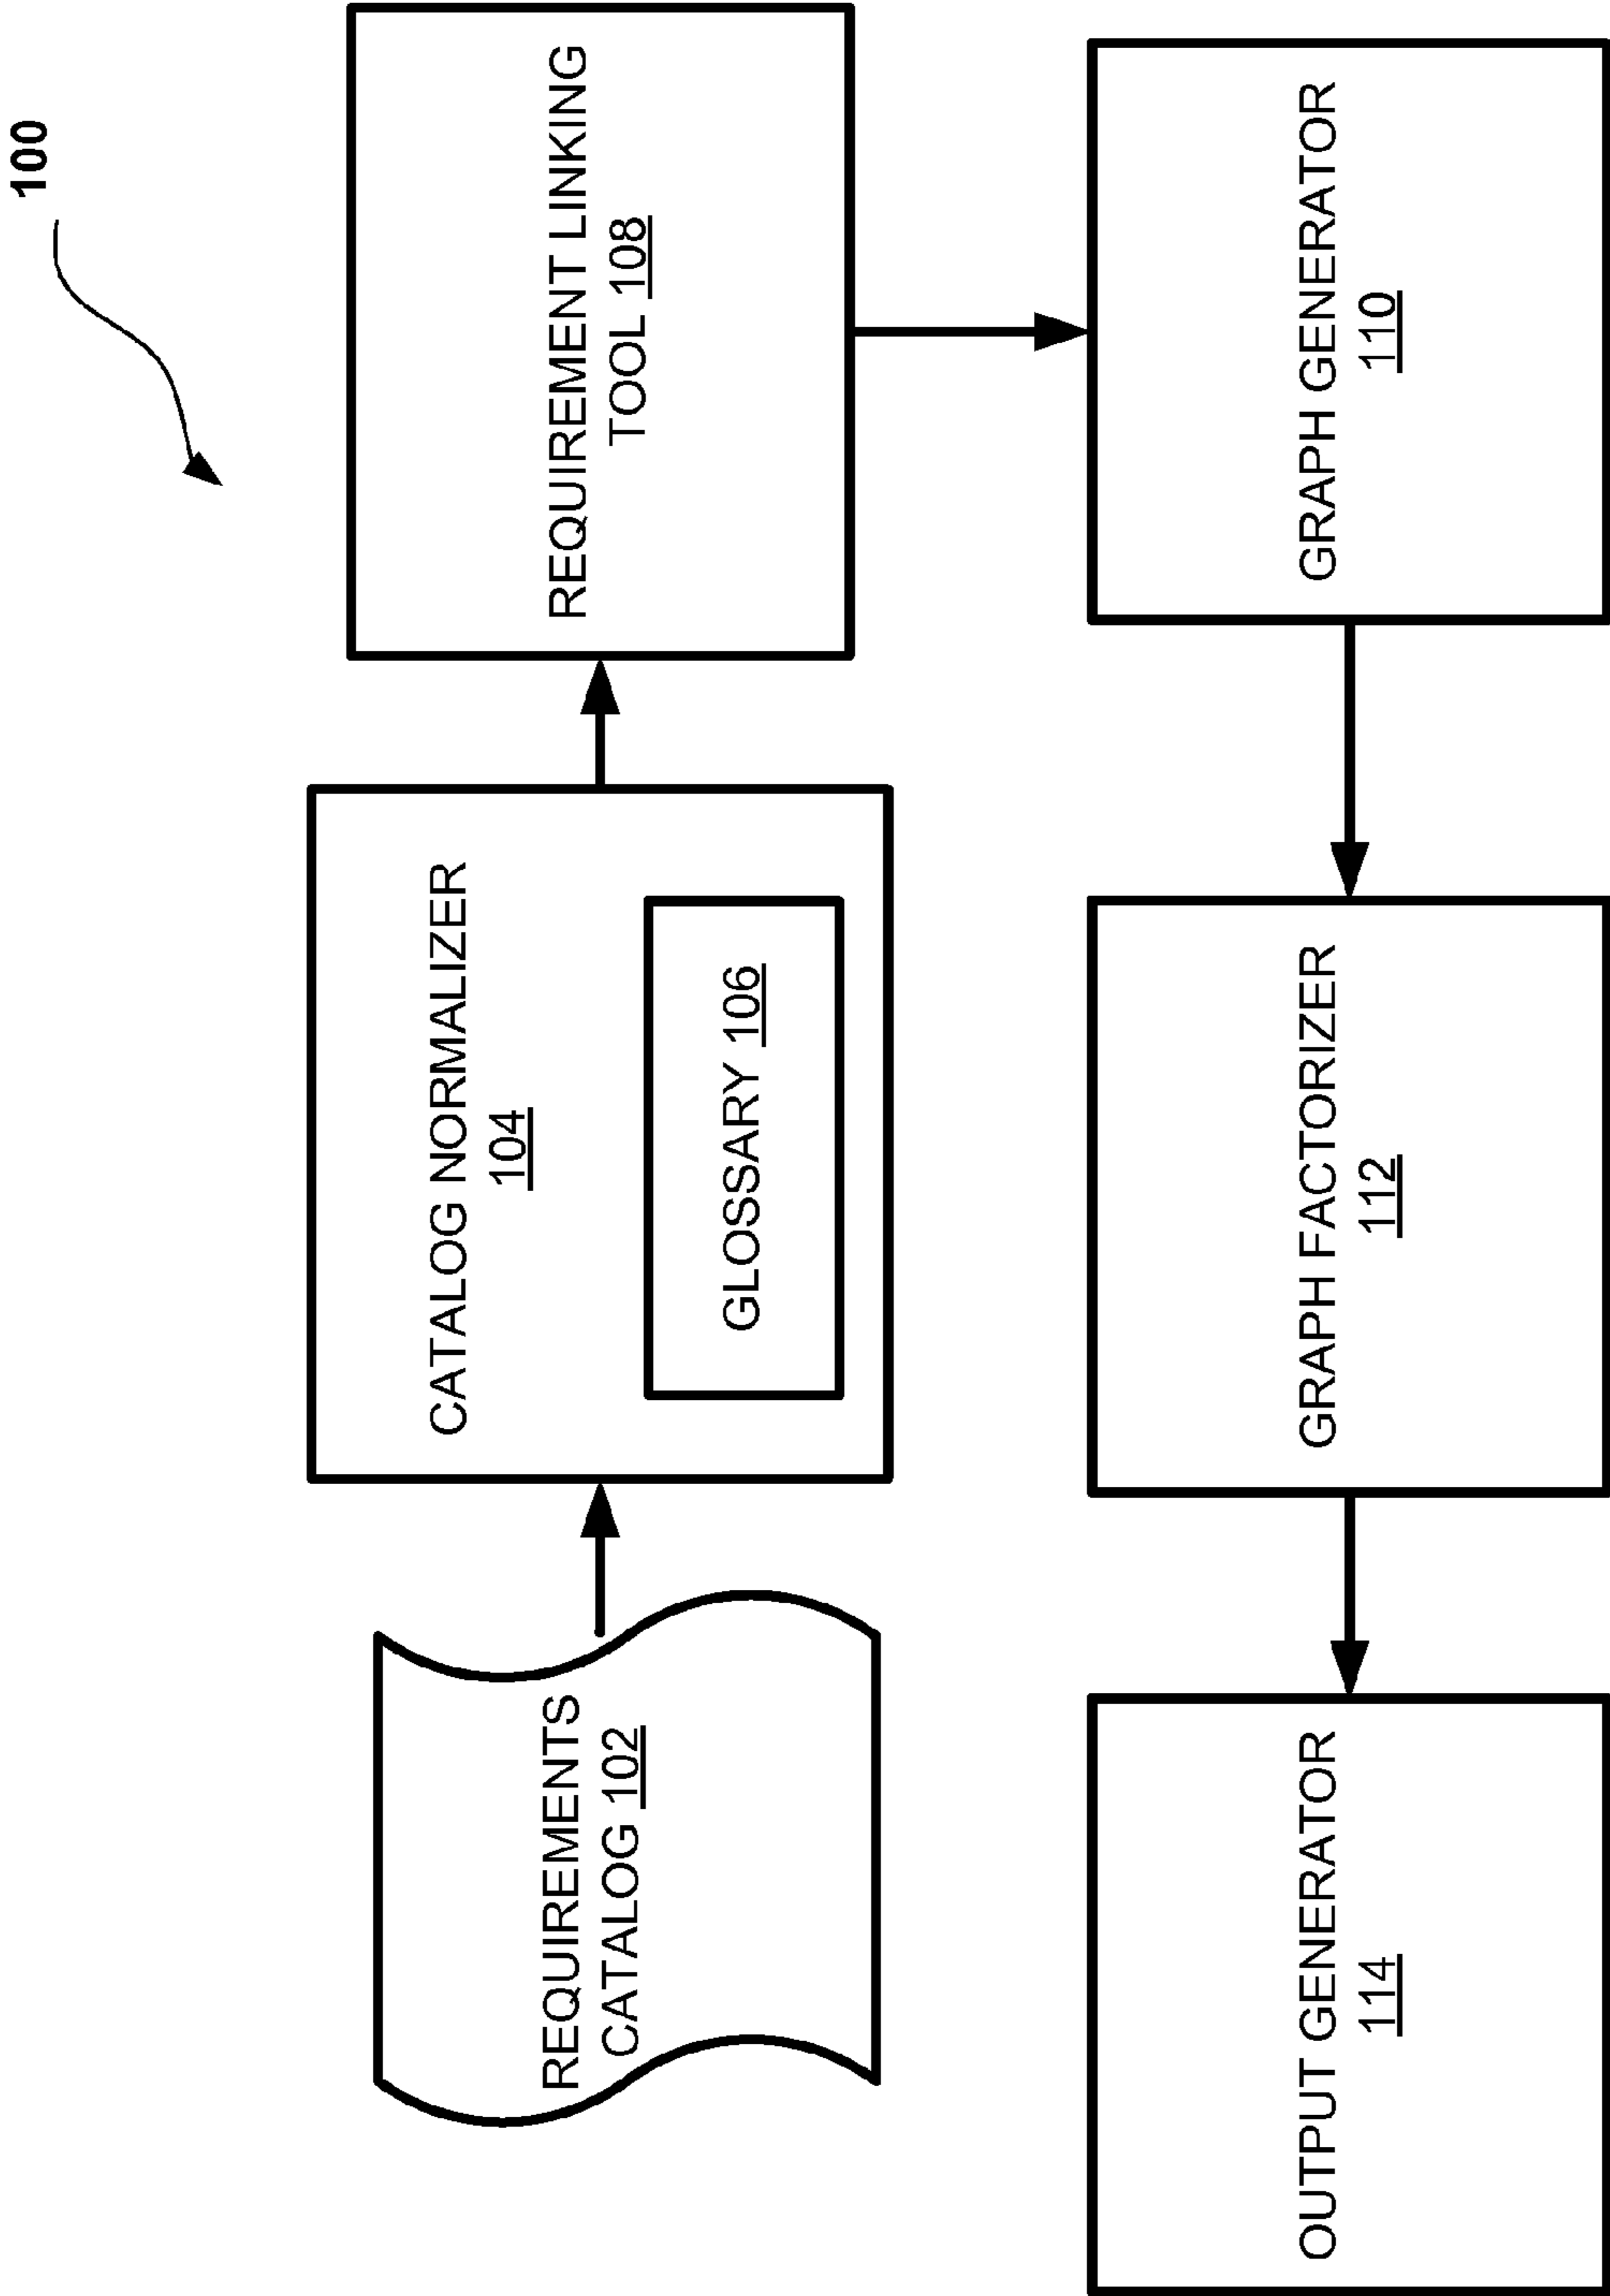 100
REQUIREMENTS
CATALOG 102
CATALOG NORMALIZER
104
GLOSSARY 106
REQUIREMENT LINKING
TOOL 108
GRAPH GENERATOR
110
GRAPH FACTORIZER
112
OUTPUT GENERATOR
114